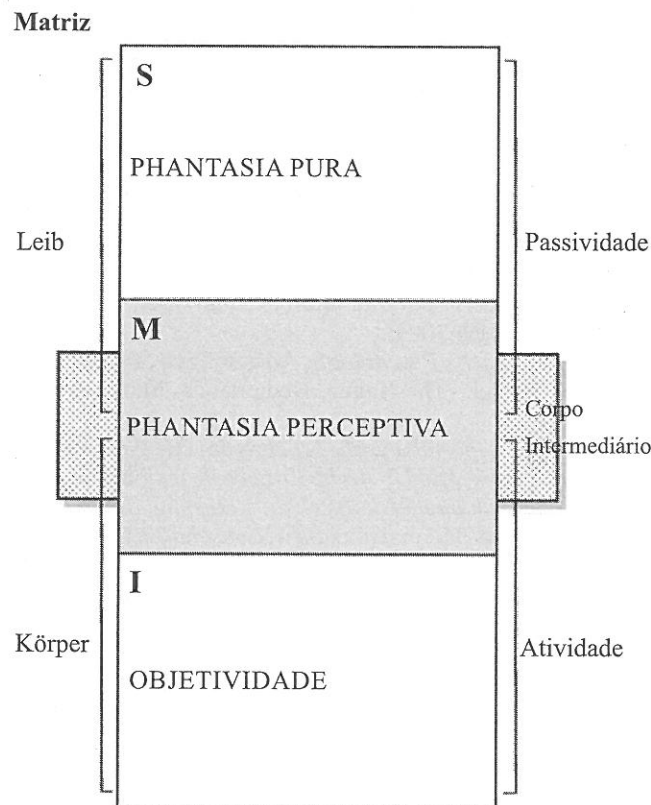 Matriz
S
PHANTASIA PURA
Leib
Passividade
M
Corpo
PHANTASIA PERCEPTIVA
Intermediário
I
Körper
Atividade
OBJETIVIDADE